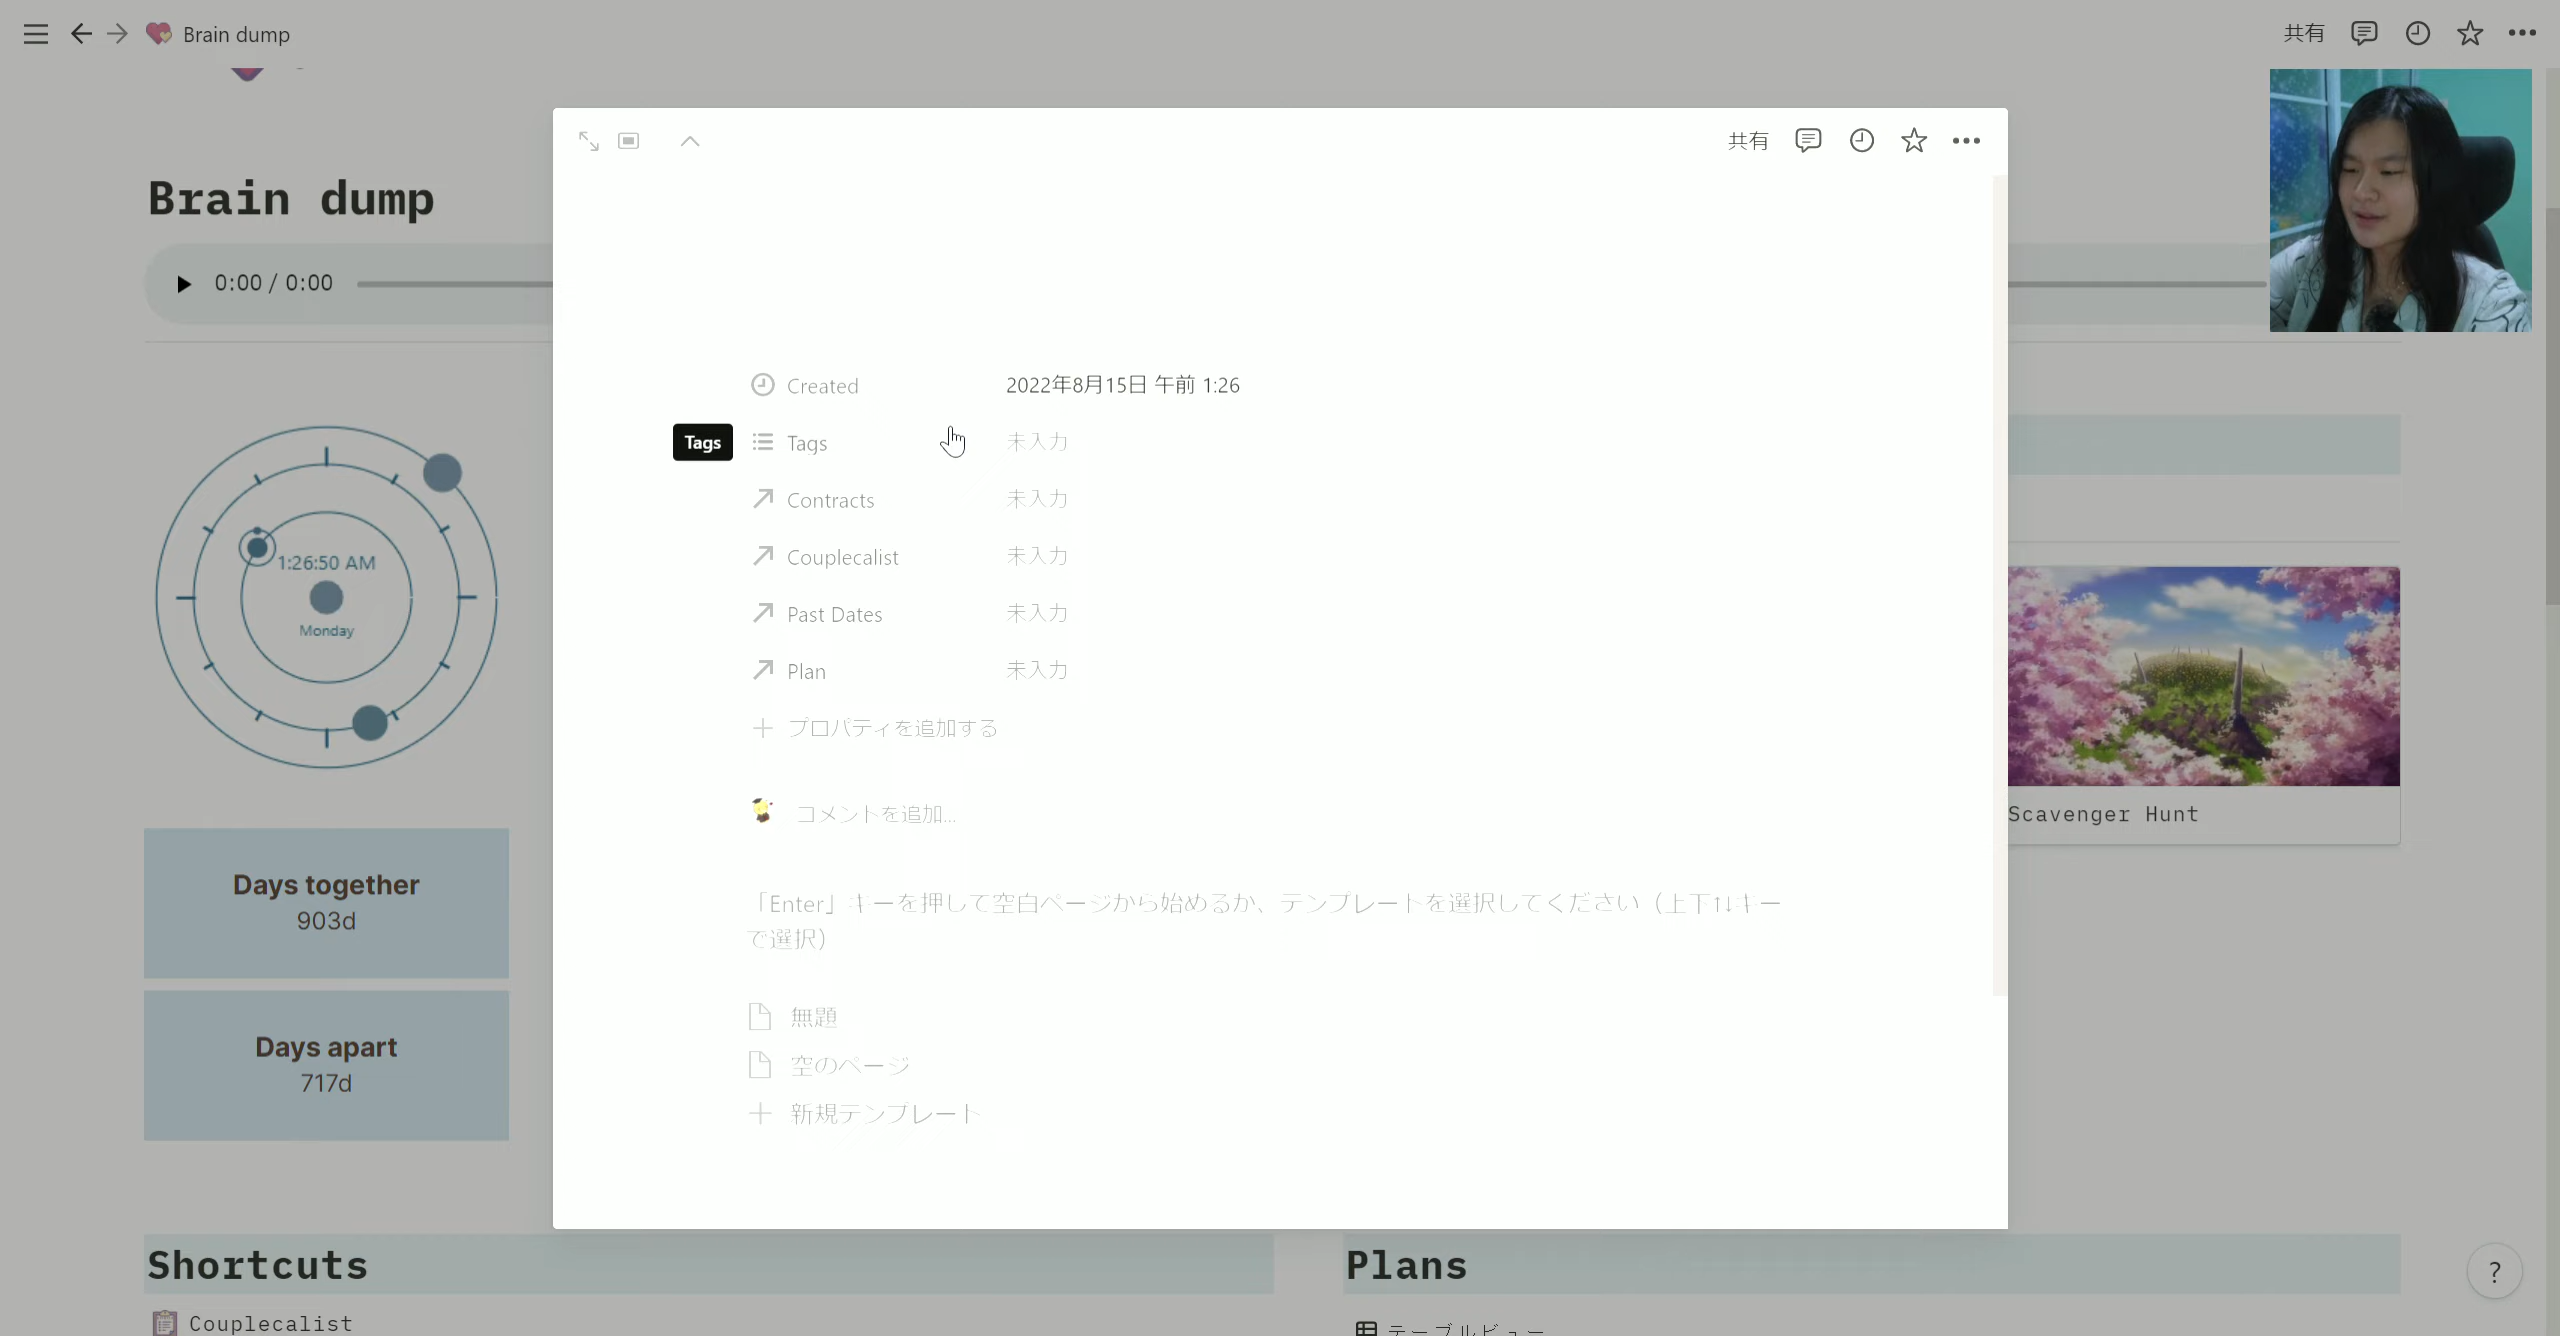 Brain dump
共有
共有
Brain dump
0:00 / 0:00
Created
2022年8月15日 午前 1:26
Tags
Tags
未入力
Contracts
未入力
Couplecalist
未入力
Past Dates
未入力
Plan
未入力
プロパティを追加する
コメントを追加...
「Enter」キーを押して空白ページから始めるか、テンプレートを選択してください（上下↑↓キー
で選択）
無題
空のページ
新規テンプレート
1:26:50 AM
Monday
Days together
903d
Days apart
717d
Scavenger Hunt
Shortcuts
Couplecalist
Plans
テーブルビュー
?